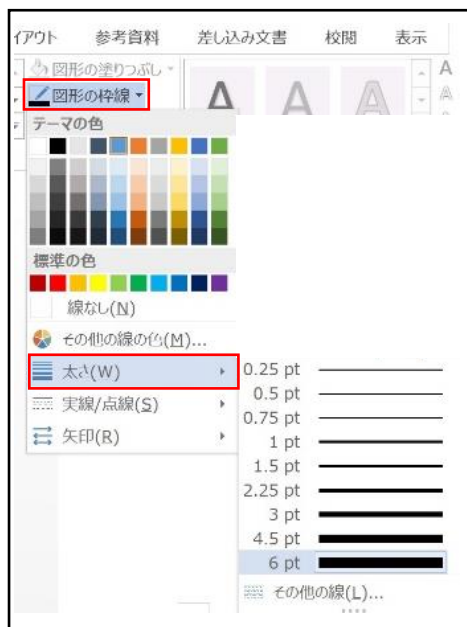 イアウト 参考資料 差し込み文書 校閲 表示
図形の塗りつぶし
図形の枠線
テーマの色
標準の色
線なし(N)
その他の線の色(M)...
太さ(W)
実線/点線(S)
矢印(R)
0.25 pt
0.5 pt
0.75 pt
1 pt
1.5 pt
2.25 pt
3 pt
4.5 pt
6 pt
その他の線(L)...
A A A
A
A